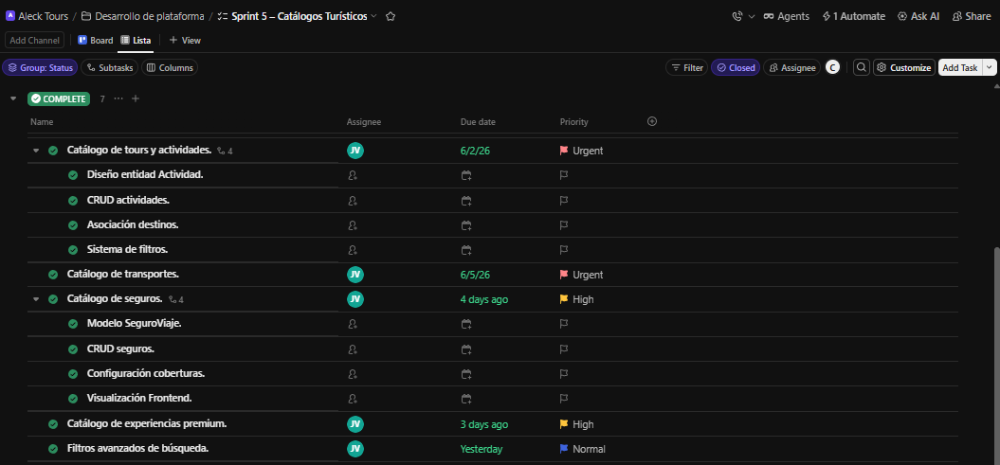 A Aleck Tours / Desarrollo de plataforma / Sprint 5 – Catálogos Turísticos
Agents 1 Automate Ask AI Share
Add Channel Board Lista + View
Group: Status Subtasks Columns Filter Closed Assignee C Customize Add Task
COMPLETE 7 ... +
Name Assignee Due date Priority
Catálogo de tours y actividades. 4 JV 6/2/26 Urgent
Diseño entidad Actividad.
CRUD actividades.
Asociación destinos.
Sistema de filtros.
Catálogo de transportes. JV 6/5/26 Urgent
Catálogo de seguros. 4 JV 4 days ago High
Modelo SeguroViaje.
CRUD seguros.
Configuración coberturas.
Visualización Frontend.
Catálogo de experiencias premium. JV 3 days ago High
Filtros avanzados de búsqueda. JV Yesterday Normal